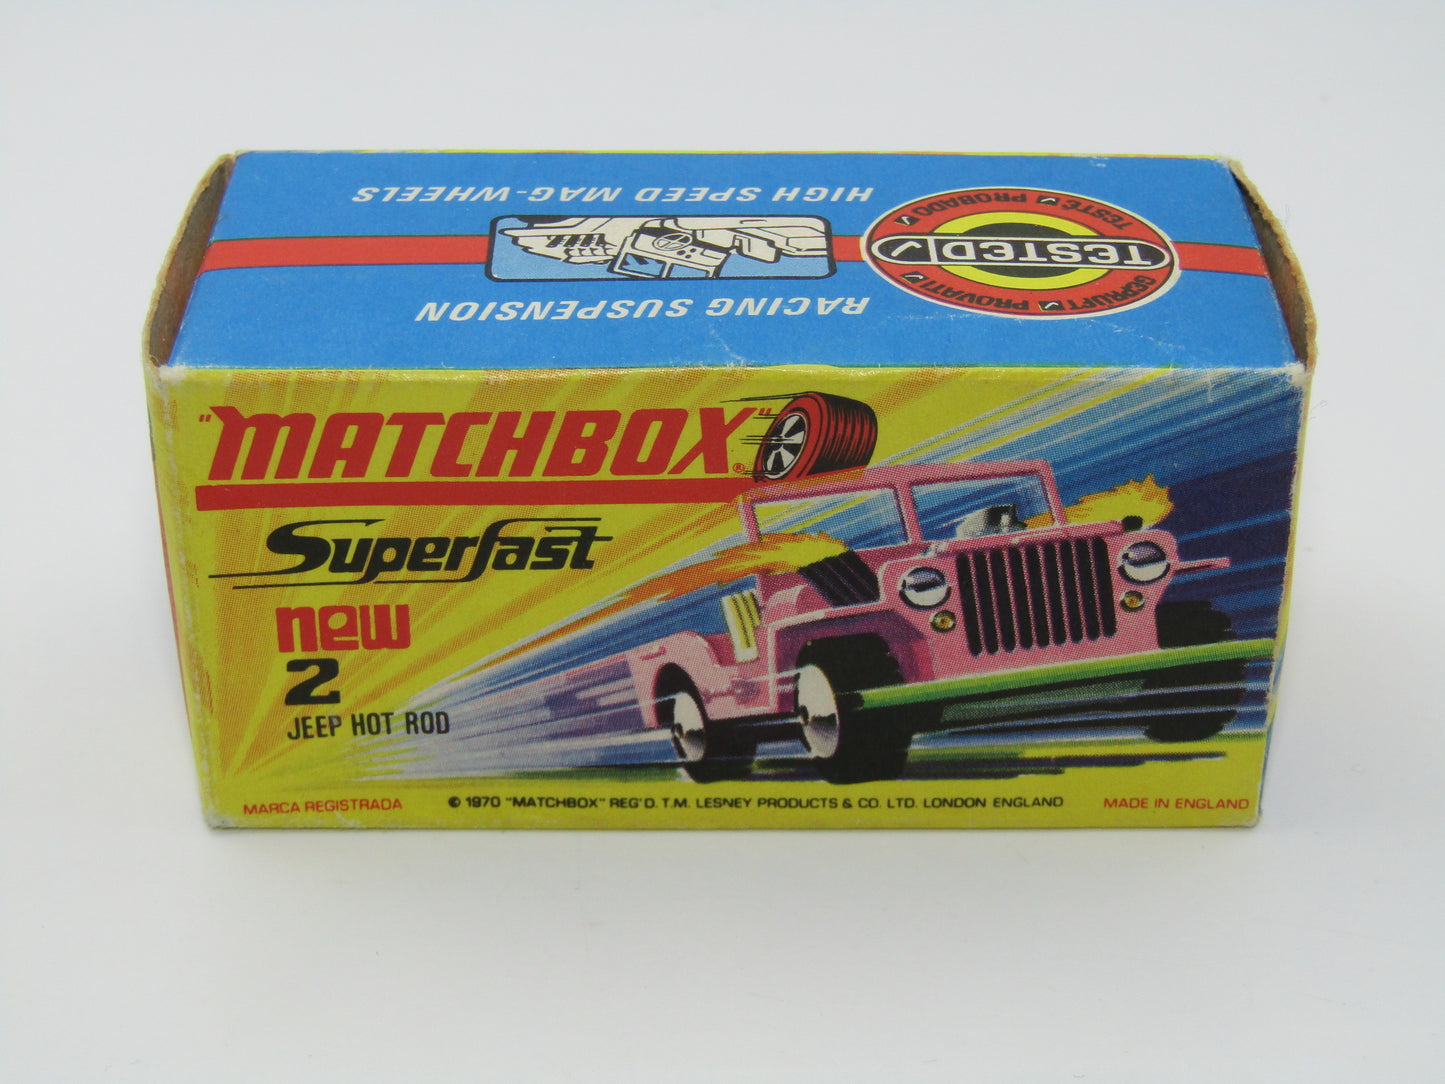 HIGH SPEED MAG-WHEELS
RACING SUSPENSION
TESTED ✓
GEPRUFT ✓ PROVATI ✓
TESTÉ ✓ PROBADO ✓
"MATCHBOX"®
Superfast
new
2
JEEP HOT ROD
MARCA REGISTRADA
© 1970 "MATCHBOX" REG'D. T.M. LESNEY PRODUCTS & CO. LTD. LONDON ENGLAND
MADE IN ENGLAND